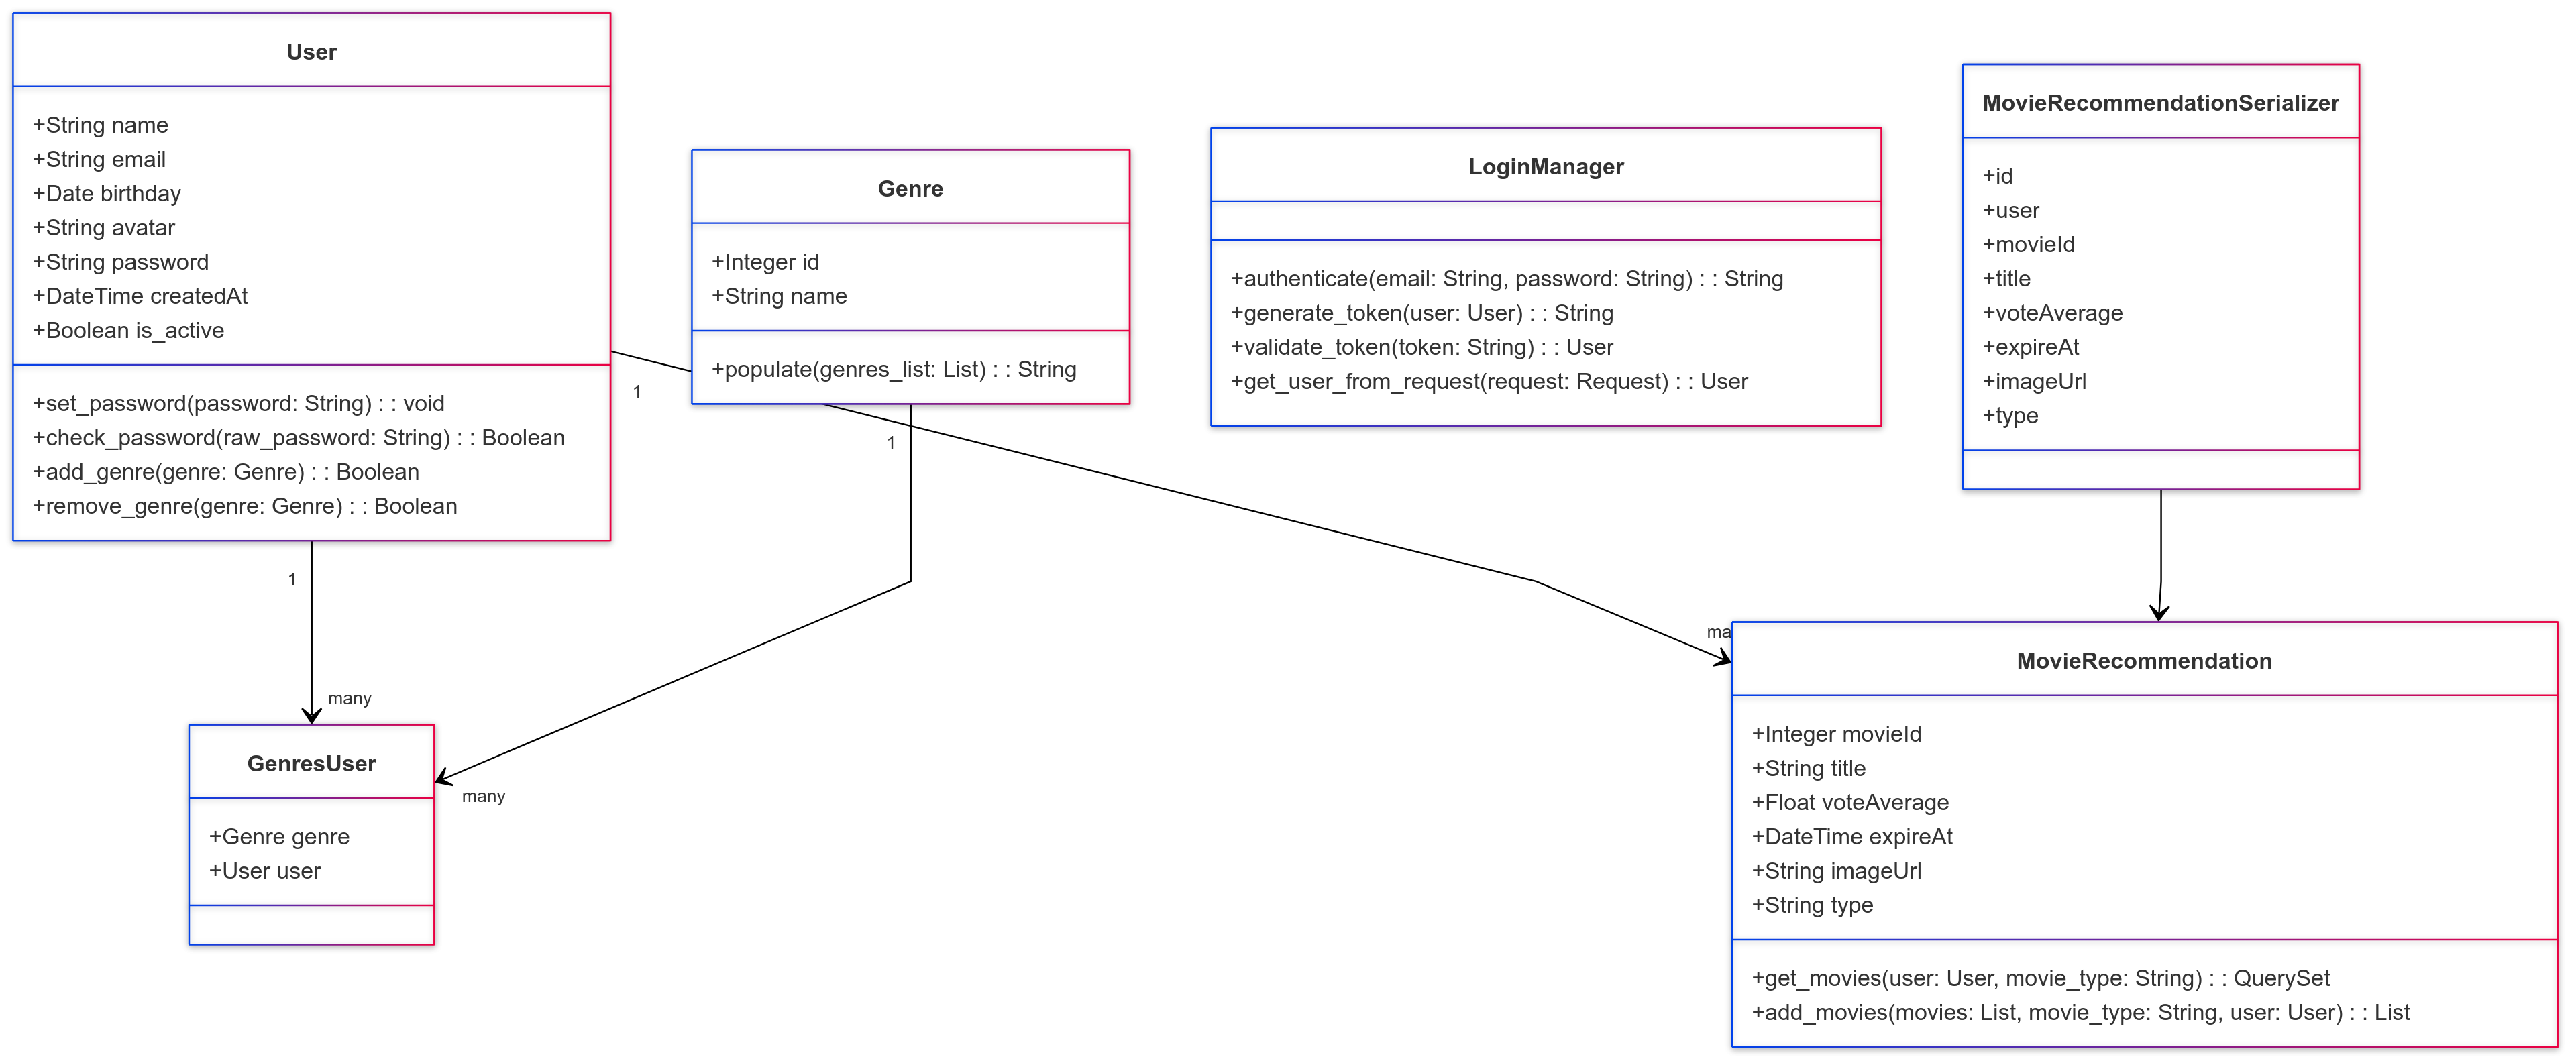 User
+String name
+String email
+Date birthday
+String avatar
+String password
+DateTime createdAt
+Boolean is_active
+set_password(password: String) : : void
+check_password(raw_password: String) : : Boolean
+add_genre(genre: Genre) : : Boolean
+remove_genre(genre: Genre) : : Boolean
Genre
+Integer id
+String name
+populate(genres_list: List) : : String
LoginManager
+authenticate(email: String, password: String) : : String
+generate_token(user: User) : : String
+validate_token(token: String) : : User
+get_user_from_request(request: Request) : : User
MovieRecommendationSerializer
+id
+user
+movieId
+title
+voteAverage
+expireAt
+imageUrl
+type
1
1
1
many
many
ma
GenresUser
+Genre genre
+User user
MovieRecommendation
+Integer movieId
+String title
+Float voteAverage
+DateTime expireAt
+String imageUrl
+String type
+get_movies(user: User, movie_type: String) : : QuerySet
+add_movies(movies: List, movie_type: String, user: User) : : List